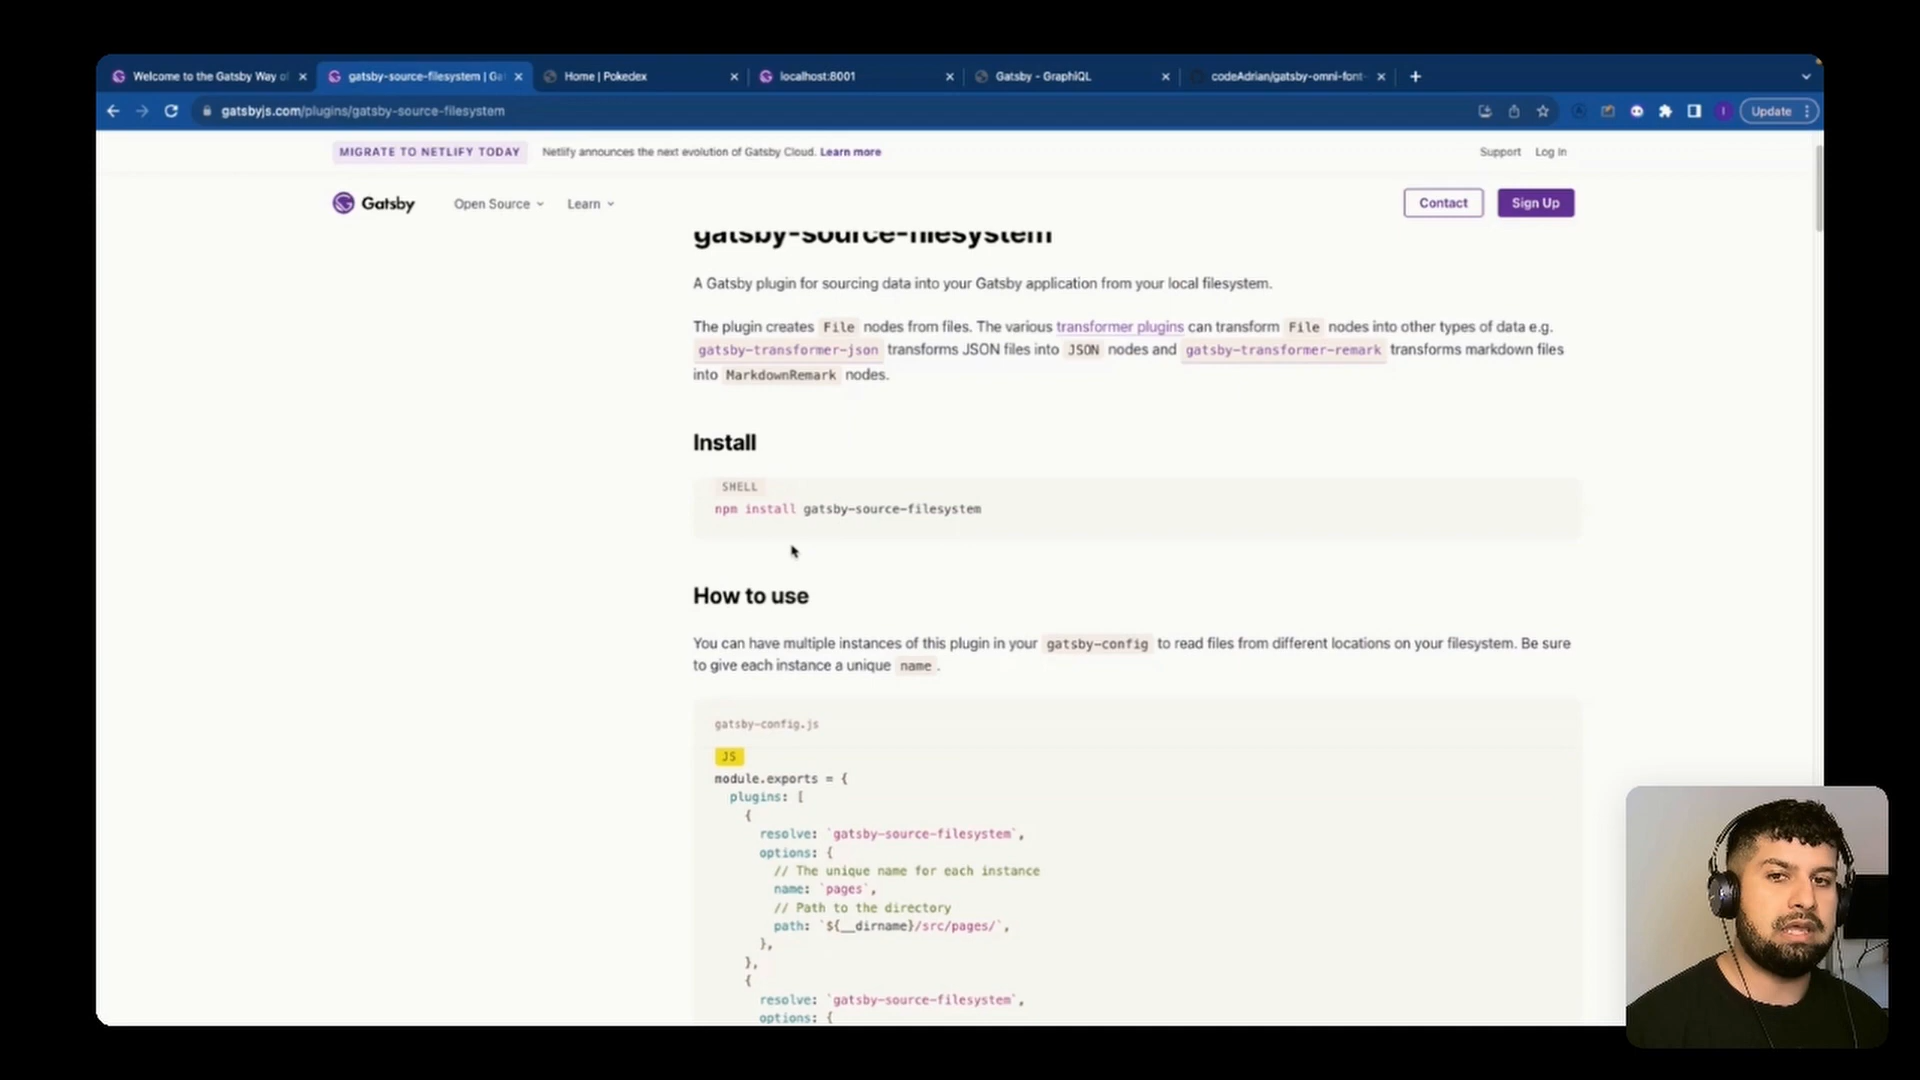 Welcome to the Gatsby Way o
gatsby-source-filesystem | Ga
Home | Pokedex
localhost:8001
Gatsby - GraphiQL
codeAdrian/gatsby-omni-font-
gatsbyjs.com/plugins/gatsby-source-filesystem
Update
MIGRATE TO NETLIFY TODAY
Netlify announces the next evolution of Gatsby Cloud. Learn more
Support
Log In
Gatsby
Open Source
Learn
Contact
Sign Up
gatsby-source-filesystem
A Gatsby plugin for sourcing data into your Gatsby application from your local filesystem.
The plugin creates File nodes from files. The various transformer plugins can transform File nodes into other types of data e.g.
gatsby-transformer-json transforms JSON files into JSON nodes and gatsby-transformer-remark transforms markdown files
into MarkdownRemark nodes.
Install
SHELL
npm install gatsby-source-filesystem
How to use
You can have multiple instances of this plugin in your gatsby-config to read files from different locations on your filesystem. Be sure
to give each instance a unique name.
gatsby-config.js
JS
module.exports = {
plugins: [
{
resolve: `gatsby-source-filesystem`,
options: {
// The unique name for each instance
name: `pages`,
// Path to the directory
path: `${__dirname}/src/pages/`,
},
},
{
resolve: `gatsby-source-filesystem`,
options: {